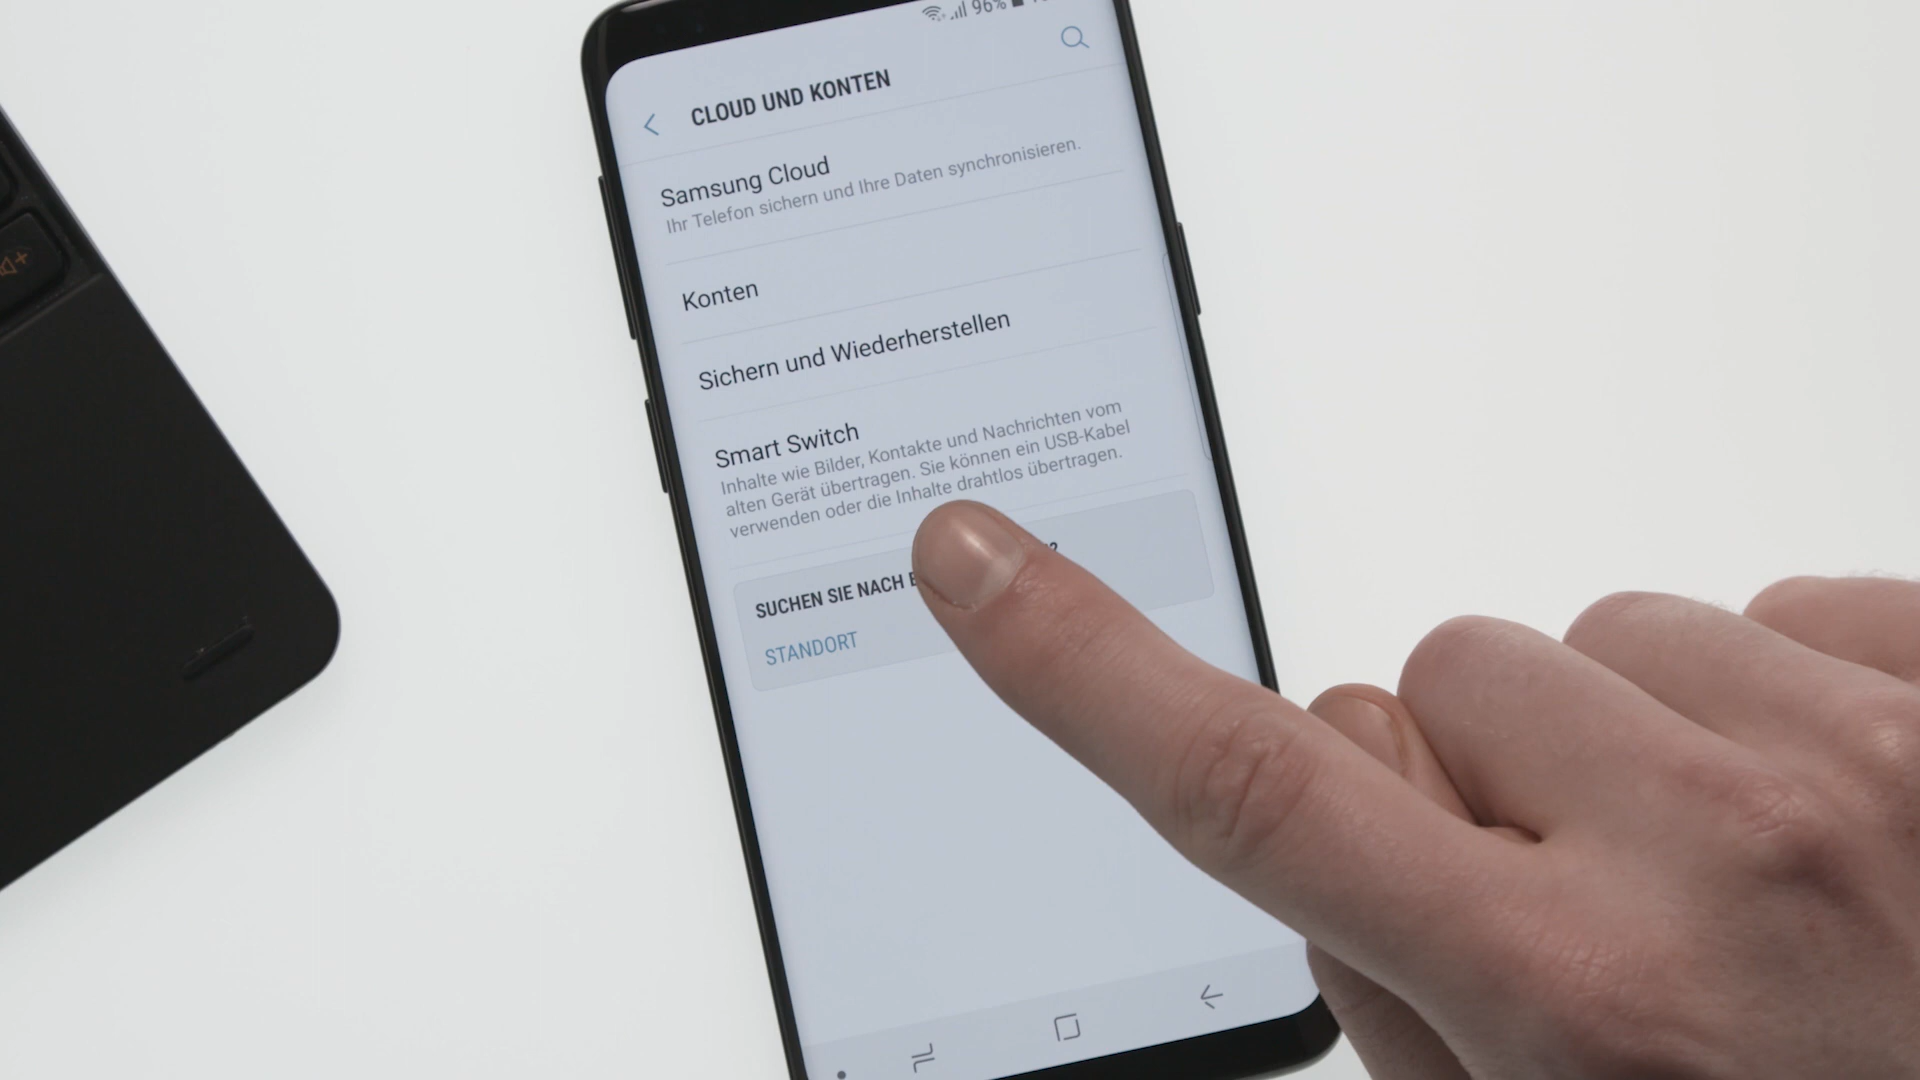 96%
CLOUD UND KONTEN
Samsung Cloud
Ihr Telefon sichern und Ihre Daten synchronisieren.
Konten
Sichern und Wiederherstellen
Smart Switch
Inhalte wie Bilder, Kontakte und Nachrichten vom
alten Gerät übertragen. Sie können ein USB-Kabel
verwenden oder die Inhalte drahtlos übertragen.
SUCHEN SIE NACH
STANDORT